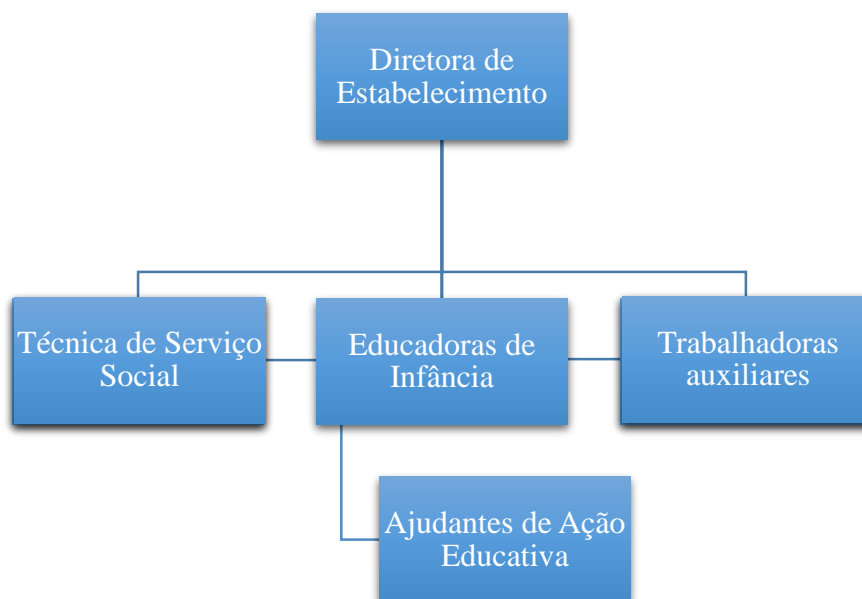 Diretora de
Estabelecimento
Técnica de Serviço
Social
Educadoras de
Infância
Trabalhadoras
auxiliares
Ajudantes de Ação
Educativa